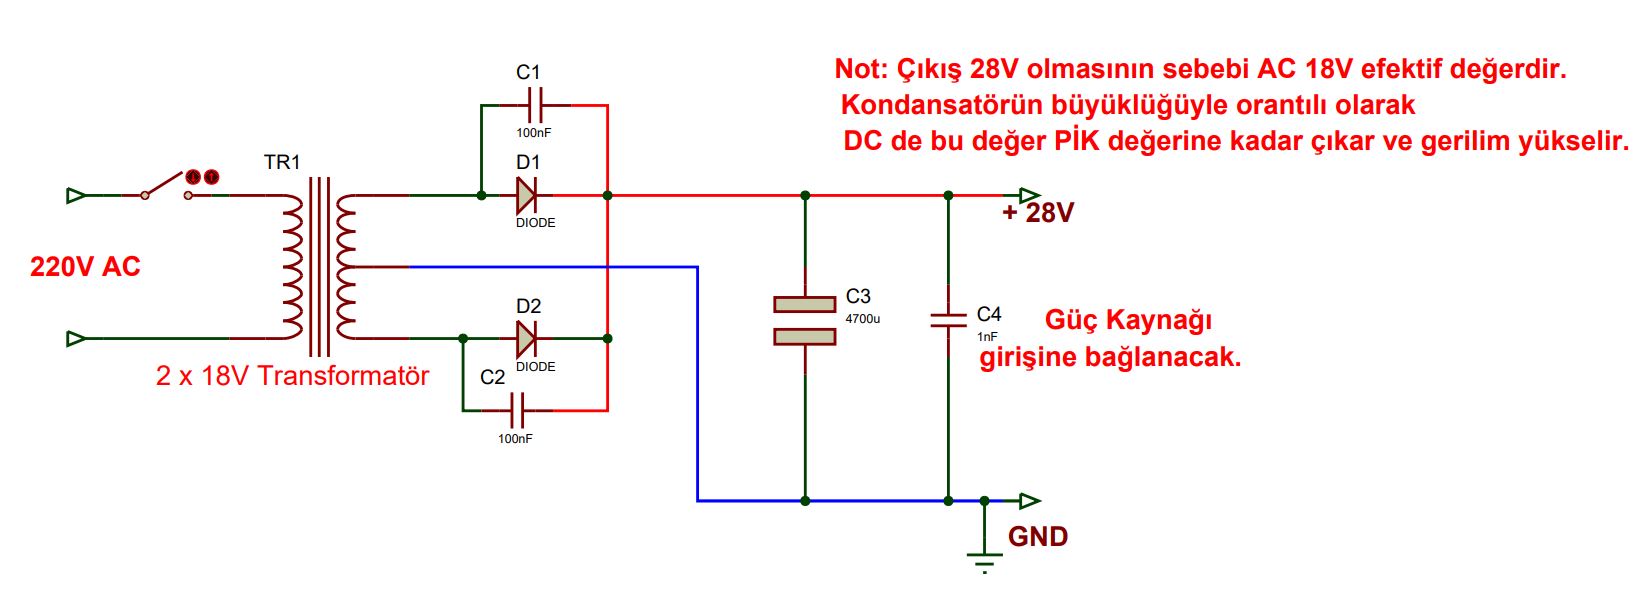 Not: Çıkış 28V olmasının sebebi AC 18V efektif değerdir.
Kondansatörün büyüklüğüyle orantılı olarak
DC de bu değer PİK değerine kadar çıkar ve gerilim yükselir.
C1
100nF
TR1
D1
DIODE
+ 28V
220V AC
D2
DIODE
C3
4700u
C4
1nF
Güç Kaynağı
girişine bağlanacak.
2 x 18V Transformatör
C2
100nF
GND